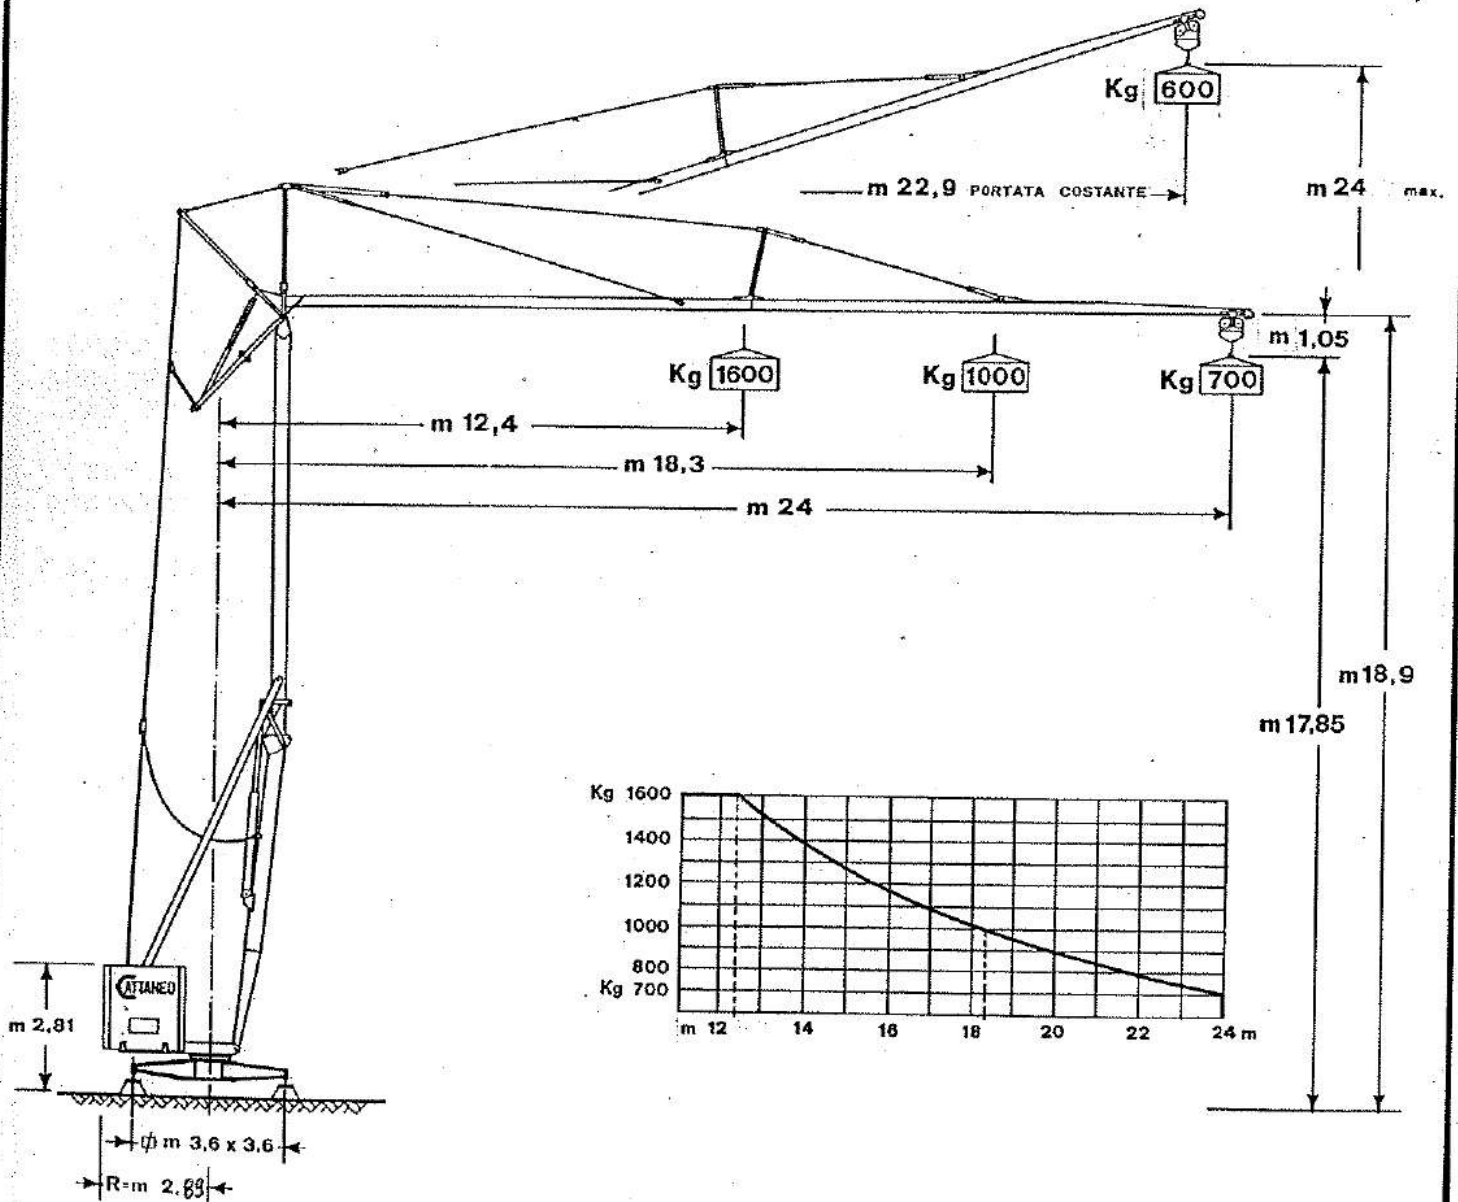 Kg 600
m 22,9 PORTATA COSTANTE
m 24 max.
m 1,05
Kg 1600
Kg 1000
Kg 700
m 12,4
m 18,3
m 24
m 18,9
m 17,85
Kg 1600
1400
1200
1000
800
Kg 700
m 12 14 16 18 20 22 24 m
CATTANEO
m 2,81
m 3,6 x 3,6
R=m 2,89